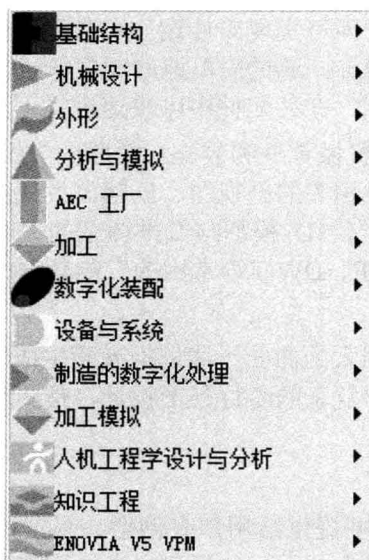 基础结构
机械设计
外形
分析与模拟
AEC 工厂
加工
数字化装配
设备与系统
制造的数字化处理
加工模拟
人机工程学设计与分析
知识工程
ENOVIA V5 VPM